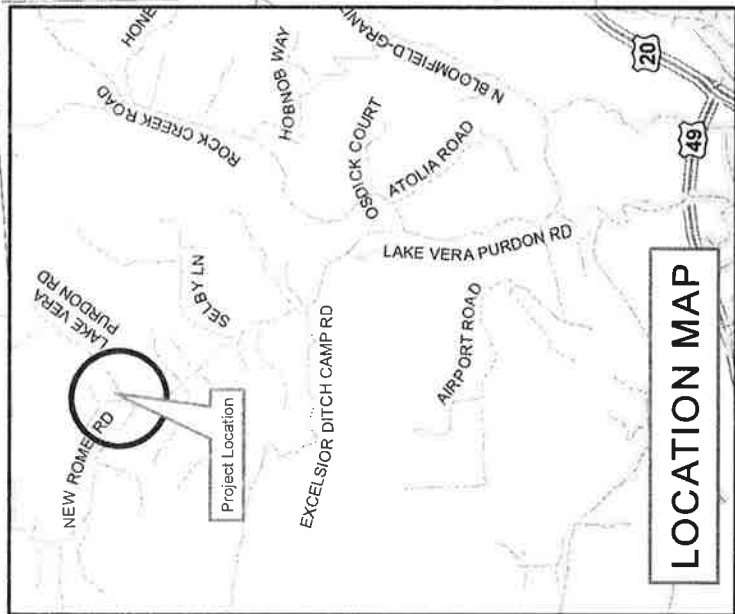 NEW ROME RD
LAKE VERA
PURDON RD
HONE
ROCK CREEK ROAD
SELBY LN
Project Location
HOBNOB WAY
EXCELSIOR DITCH CAMP RD
OSDICK COURT
ATOLIA ROAD
N BLOOMFIELD-GRANI
LAKE VERA PURDON RD
AIRPORT ROAD
20
49
LOCATION MAP